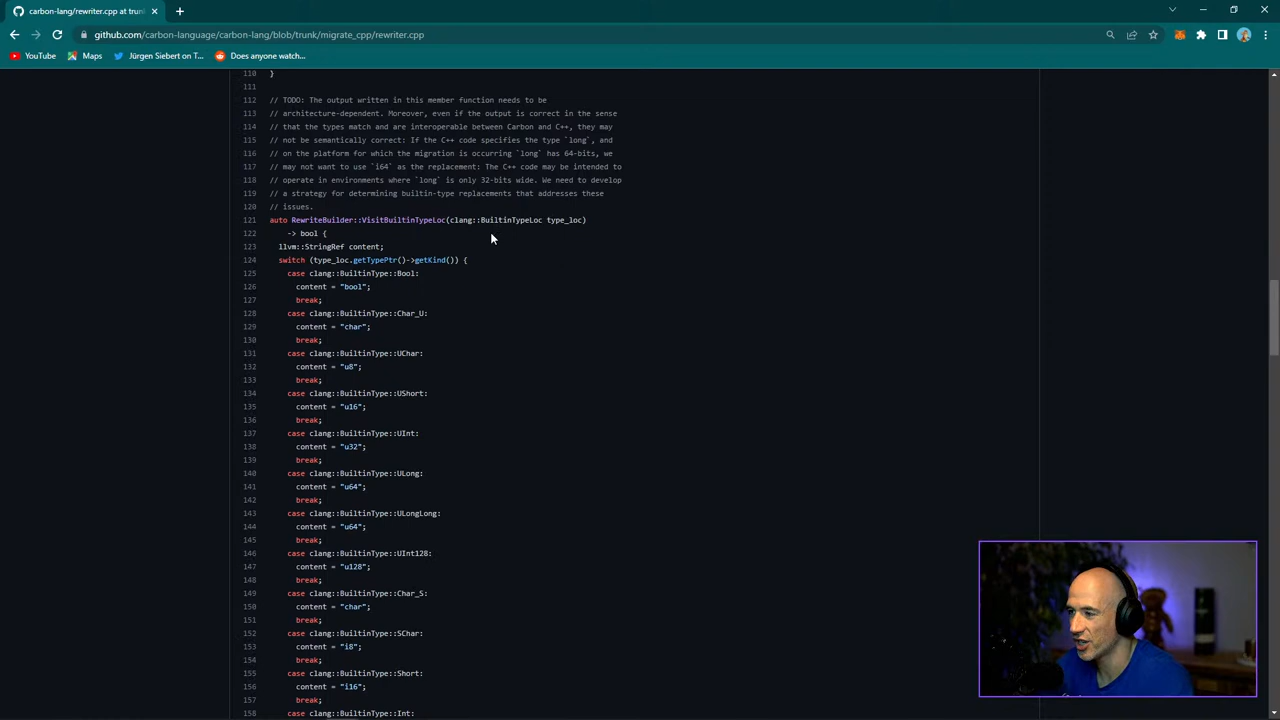 carbon-lang/rewriter.cpp at trun
github.com/carbon-language/carbon-lang/blob/trunk/migrate_cpp/rewriter.cpp
YouTube
Maps
Jürgen Siebert on T...
Does anyone watch...
110 }
111
112 // TODO: The output written in this member function needs to be
113 // architecture-dependent. Moreover, even if the output is correct in the sense
114 // that the types match and are interoperable between Carbon and C++, they may
115 // not be semantically correct: If the C++ code specifies the type `long`, and
116 // on the platform for which the migration is occurring `long` has 64-bits, we
117 // may not want to use `i64` as the replacement: The C++ code may be intended to
118 // operate in environments where `long` is only 32-bits wide. We need to develop
119 // a strategy for determining builtin-type replacements that addresses these
120 // issues.
121 auto RewriteBuilder::VisitBuiltinTypeLoc(clang::BuiltinTypeLoc type_loc)
122 -> bool {
123 llvm::StringRef content;
124 switch (type_loc.getTypePtr()->getKind()) {
125 case clang::BuiltinType::Bool:
126 content = "bool";
127 break;
128 case clang::BuiltinType::Char_U:
129 content = "char";
130 break;
131 case clang::BuiltinType::UChar:
132 content = "u8";
133 break;
134 case clang::BuiltinType::UShort:
135 content = "u16";
136 break;
137 case clang::BuiltinType::UInt:
138 content = "u32";
139 break;
140 case clang::BuiltinType::ULong:
141 content = "u64";
142 break;
143 case clang::BuiltinType::ULongLong:
144 content = "u64";
145 break;
146 case clang::BuiltinType::UInt128:
147 content = "u128";
148 break;
149 case clang::BuiltinType::Char_S:
150 content = "char";
151 break;
152 case clang::BuiltinType::SChar:
153 content = "i8";
154 break;
155 case clang::BuiltinType::Short:
156 content = "i16";
157 break;
158 case clang::BuiltinType::Int: